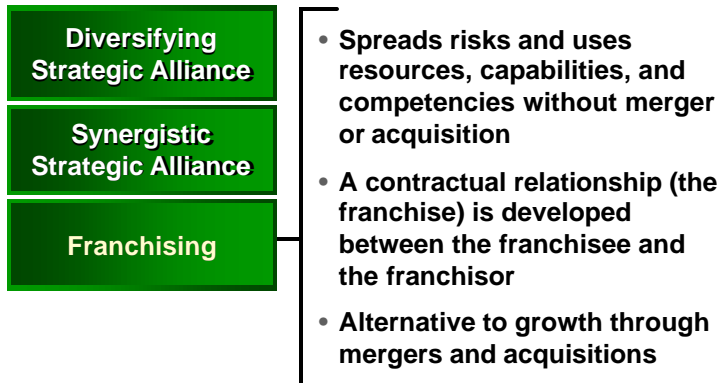 Diversifying
Strategic Alliance
Synergistic
Strategic Alliance
Franchising
• Spreads risks and uses
resources, capabilities, and
competencies without merger
or acquisition
• A contractual relationship (the
franchise) is developed
between the franchisee and
the franchisor
• Alternative to growth through
mergers and acquisitions